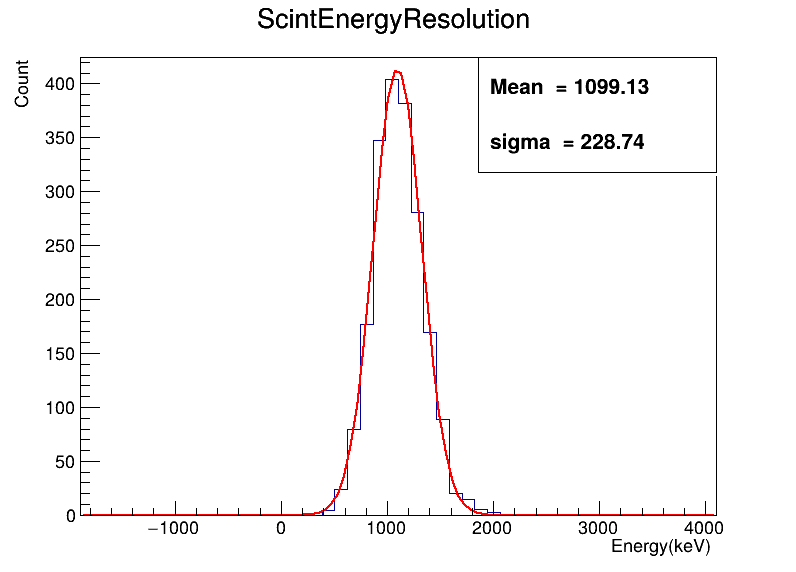 ScintEnergyResolution
Count
Mean = 1099.13
sigma = 228.74
400
350
300
250
200
150
100
50
0
−1000 0 1000 2000 3000 4000
Energy(keV)